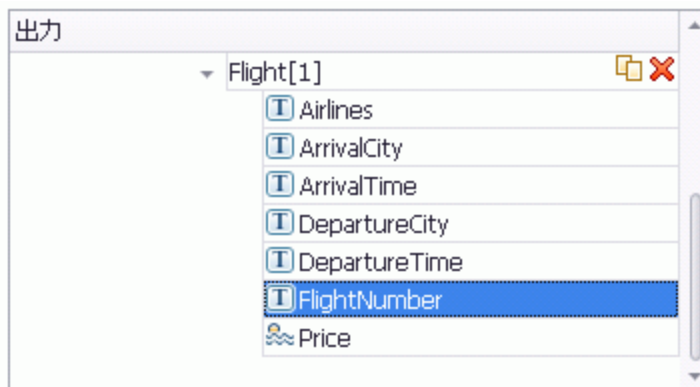 出力
Flight[1]
T Airlines
T ArrivalCity
T ArrivalTime
T DepartureCity
T DepartureTime
T FlightNumber
Price